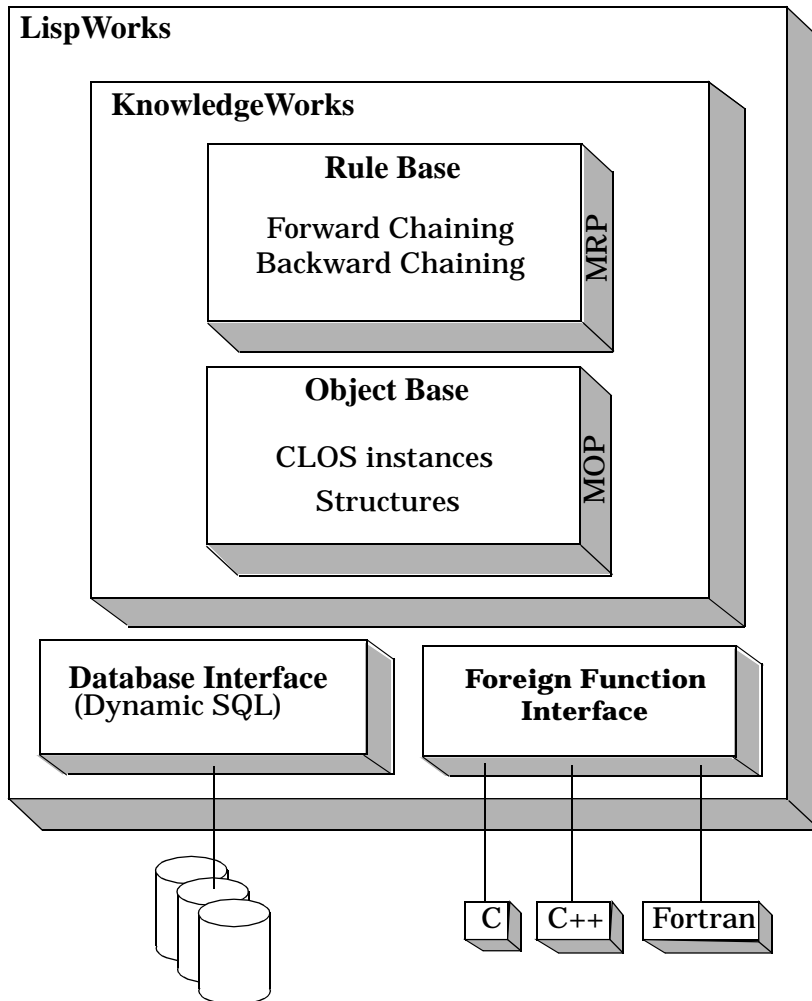 LispWorks
KnowledgeWorks
Rule Base
Forward Chaining
Backward Chaining
MRP
Object Base
CLOS instances
Structures
MOP
Database Interface
(Dynamic SQL)
Foreign Function
Interface
C
C++
Fortran